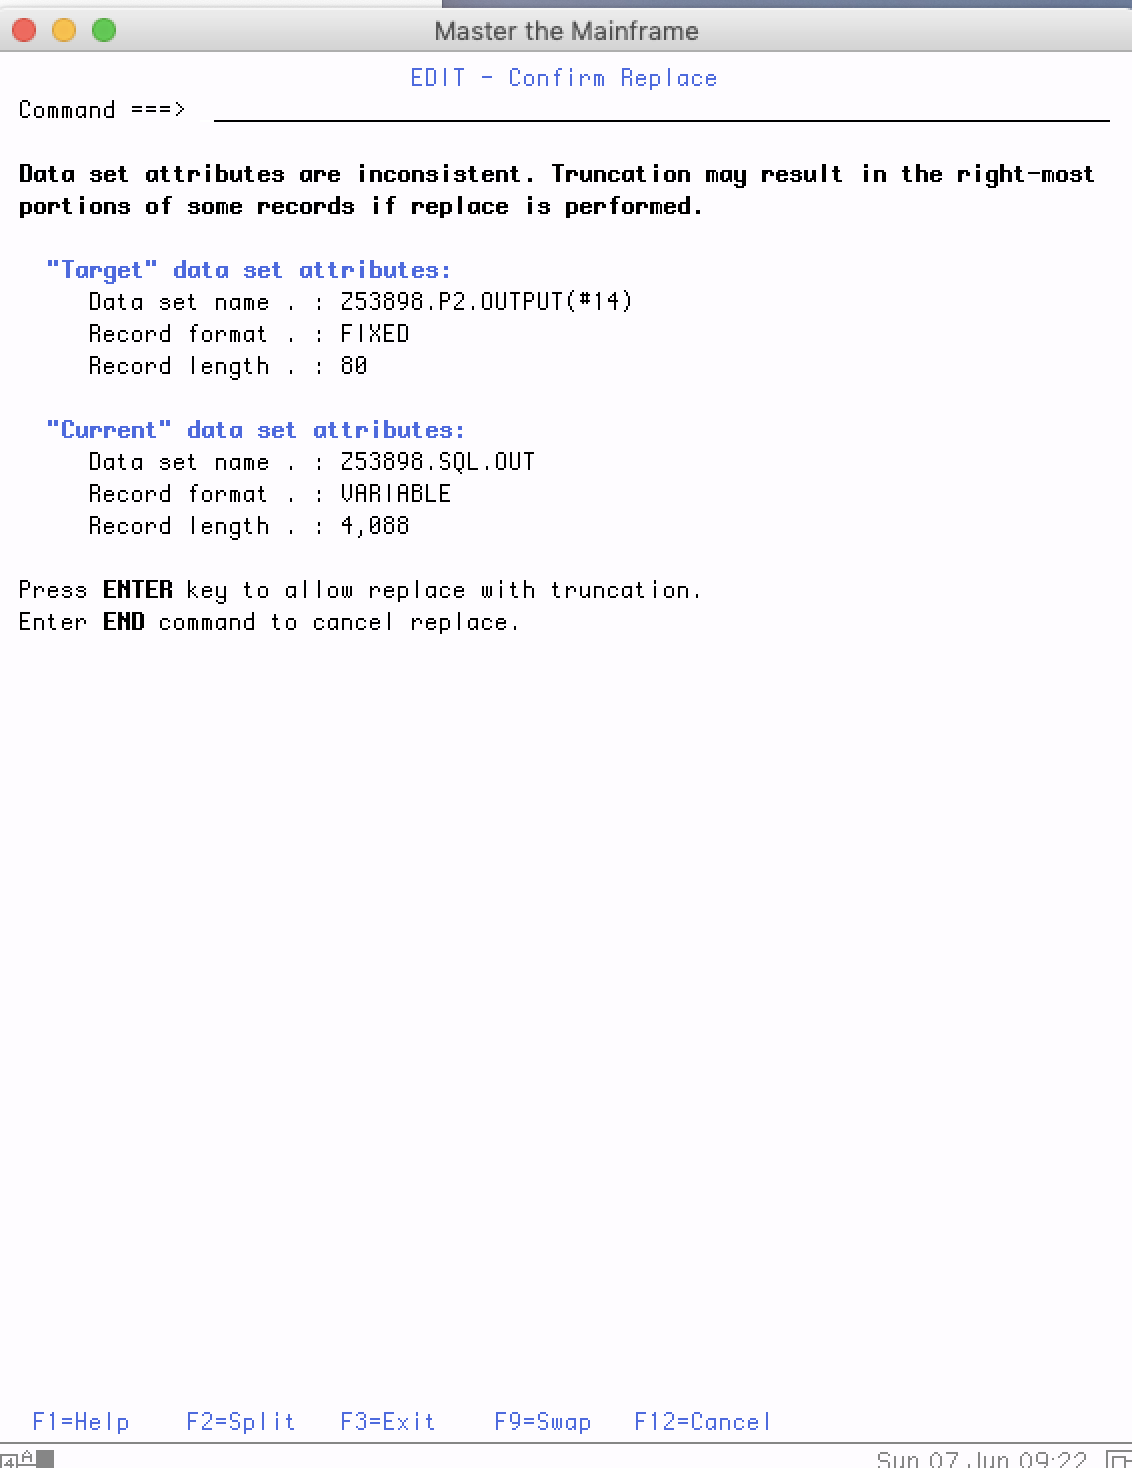 Master the Mainframe
EDIT - Confirm Replace
Command ===>
Data set attributes are inconsistent. Truncation may result in the right-most
portions of some records if replace is performed.
"Target" data set attributes:
Data set name . : Z53898.P2.OUTPUT(#14)
Record format . : FIXED
Record length . : 80
"Current" data set attributes:
Data set name . : Z53898.SQL.OUT
Record format . : VARIABLE
Record length . : 4,088
Press ENTER key to allow replace with truncation.
Enter END command to cancel replace.
F1=Help F2=Split F3=Exit F9=Swap F12=Cancel
4A Sun 07 Jun 09:22